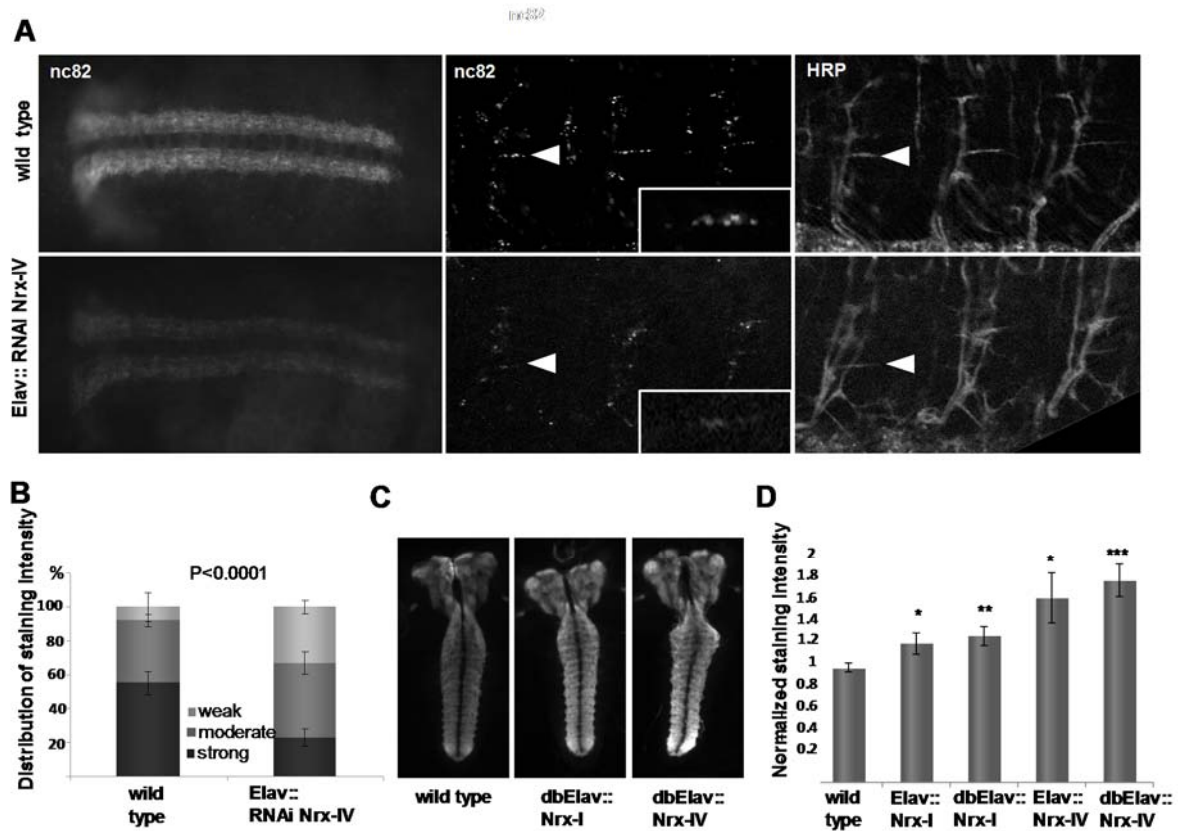 nc82
A
nc82
nc82
HRP
wild type
Elav:: RNAi Nrx-IV
B
C
D
Distribution of staining intensity
%
P<0.0001
100
80
60
40
20
weak
moderate
strong
wild type
Elav::
RNAi Nrx-IV
wild type
dbElav::
Nrx-I
dbElav::
Nrx-IV
Normalized staining intensity
2
1.8
1.6
1.4
1.2
1
0.8
0.6
0.4
0.2
*
**
*
***
wild type
Elav::
Nrx-I
dbElav::
Nrx-I
Elav::
Nrx-IV
dbElav::
Nrx-IV